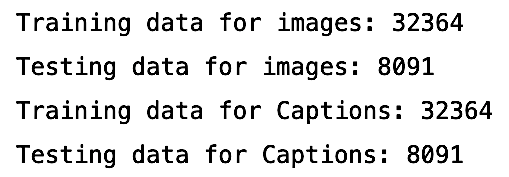 Training data for images: 32364
Testing data for images: 8091
Training data for Captions: 32364
Testing data for Captions: 8091